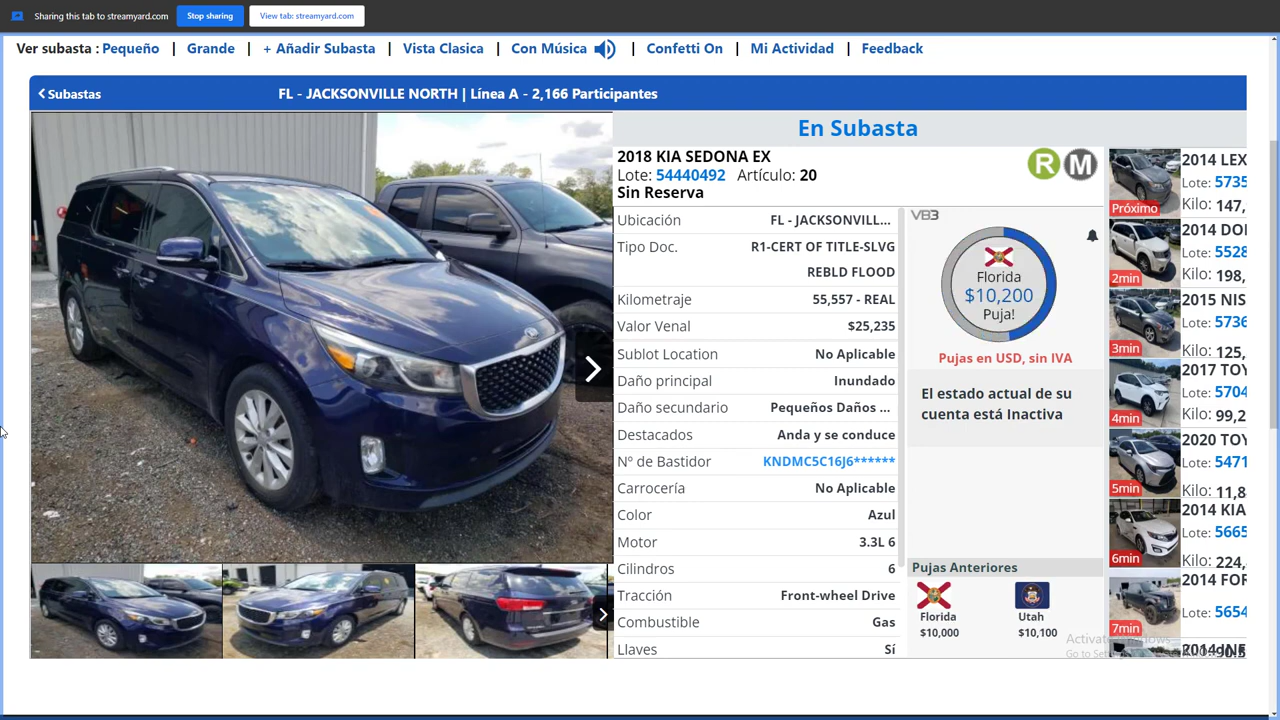 Sharing this tab to streamyard.com
Stop sharing
View tab: streamyard.com
Ver subasta : Pequeño | Grande | + Añadir Subasta | Vista Clasica | Con Música | Confetti On | Mi Actividad | Feedback
Subastas
FL - JACKSONVILLE NORTH | Línea A - 2,166 Participantes
En Subasta
2018 KIA SEDONA EX
Lote: 54440492 Artículo: 20
Sin Reserva
R M
Ubicación FL - JACKSONVILL...
Tipo Doc. R1-CERT OF TITLE-SLVG
REBLD FLOOD
Kilometraje 55,557 - REAL
Valor Venal $25,235
Sublot Location No Aplicable
Daño principal Inundado
Daño secundario Pequeños Daños ...
Destacados Anda y se conduce
Nº de Bastidor KNDMC5C16J6******
Carrocería No Aplicable
Color Azul
Motor 3.3L 6
Cilindros 6
Tracción Front-wheel Drive
Combustible Gas
Llaves Sí
VB3
Florida
$10,200
Puja!
Pujas en USD, sin IVA
El estado actual de su
cuenta está Inactiva
Pujas Anteriores
Florida
$10,000
Utah
$10,100
2014 LEX
Lote: 5735
Kilo: 147,
Próximo
2014 DOI
Lote: 5528
Kilo: 198,
2min
2015 NIS
Lote: 5736
Kilo: 125,
3min
2017 TOY
Lote: 5704
Kilo: 99,2
4min
2020 TOY
Lote: 5471
Kilo: 11,8
5min
2014 KIA
Lote: 5665
Kilo: 224,
6min
2014 FOR
Lote: 5654
7min
Activate Windows
Go to Set